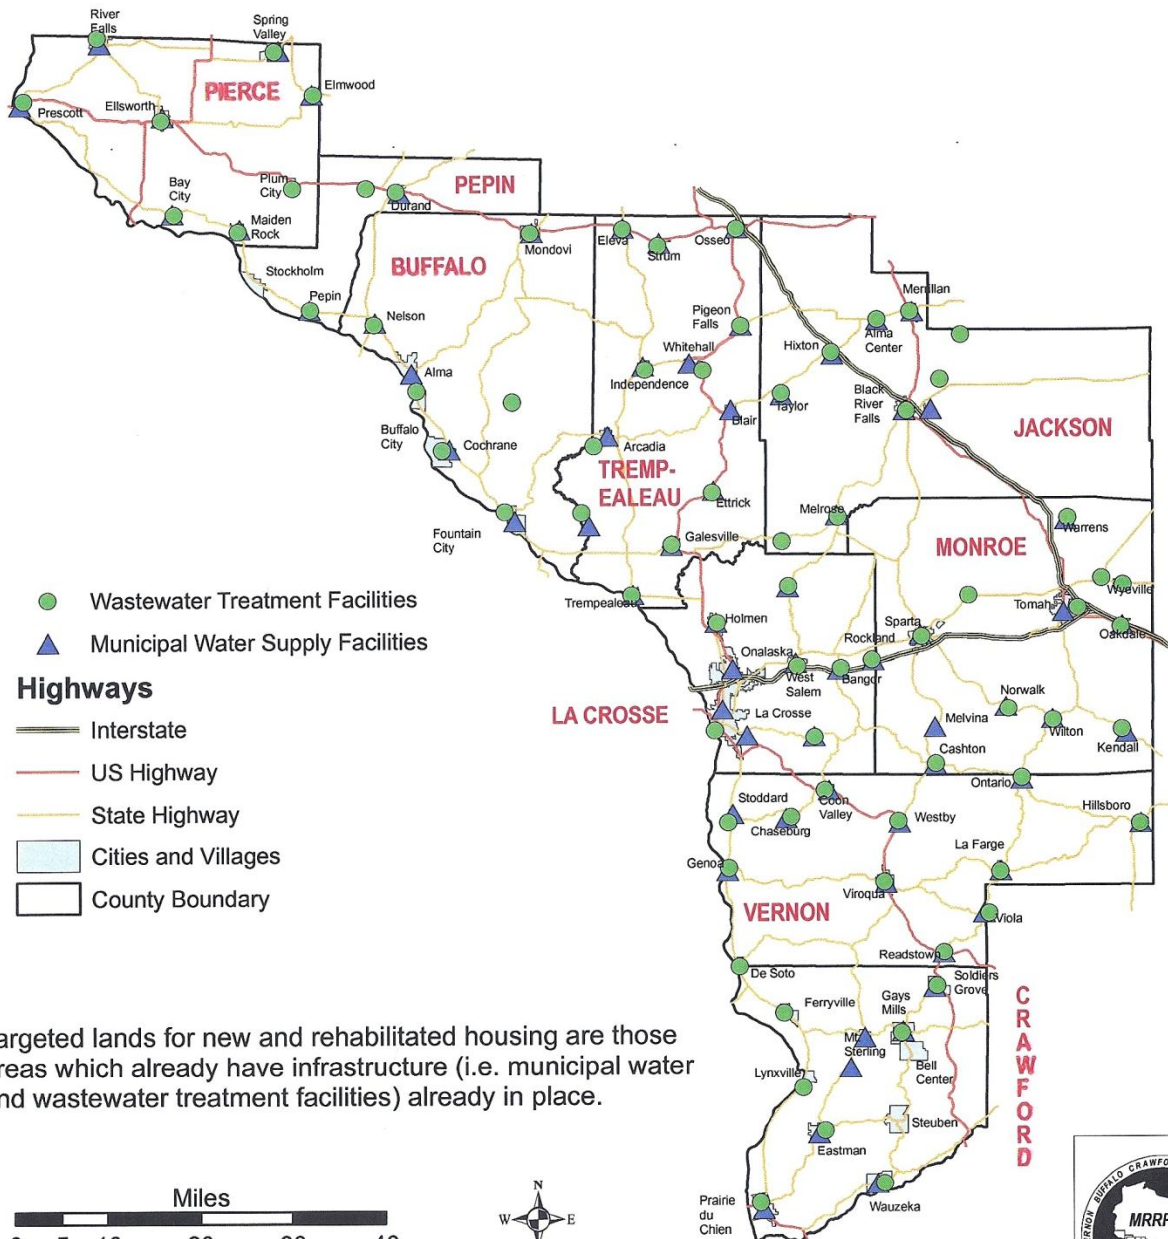 River
Falls
Spring
Valley
PIERCE
Elmwood
Prescott
Ellsworth
Plum
City
Bay
City
Maiden
Rock
PEPIN
Durand
Stockholm
Pepin
BUFFALO
Mondovi
Nelson
Alma
Buffalo
City
Cochrane
Fountain
City
Eleva
Strum
Osseo
Pigeon
Falls
Whitehall
Independence
Blair
Arcadia
TREMP-
EALEAU
Ettrick
Galesville
Trempealeau
Merrillan
Alma
Center
Hixton
Taylor
Black
River
Falls
JACKSON
Melrose
MONROE
Warrens
Wyeville
Tomah
Oakdale
Sparta
Rockland
Holmen
Onalaska
West
Salem
Bangor
LA CROSSE
La Crosse
Norwalk
Melvina
Wilton
Kendall
Cashton
Ontario
Hillsboro
Stoddard
Coon
Valley
Chaseburg
Westby
La Farge
Genoa
Viroqua
VERNON
Viola
Readstown
De Soto
Soldiers
Grove
Ferryville
Gays
Mills
Mt.
Sterling
Bell
Center
Lynxville
Steuben
Eastman
Wauzeka
Prairie
du
Chien
CRAWFORD
Wastewater Treatment Facilities
Municipal Water Supply Facilities
Highways
Interstate
US Highway
State Highway
Cities and Villages
County Boundary
argeted lands for new and rehabilitated housing are those
reas which already have infrastructure (i.e. municipal water
nd wastewater treatment facilities) already in place.
Miles
N
W E
BUFFALO CRAWFO
MRRP